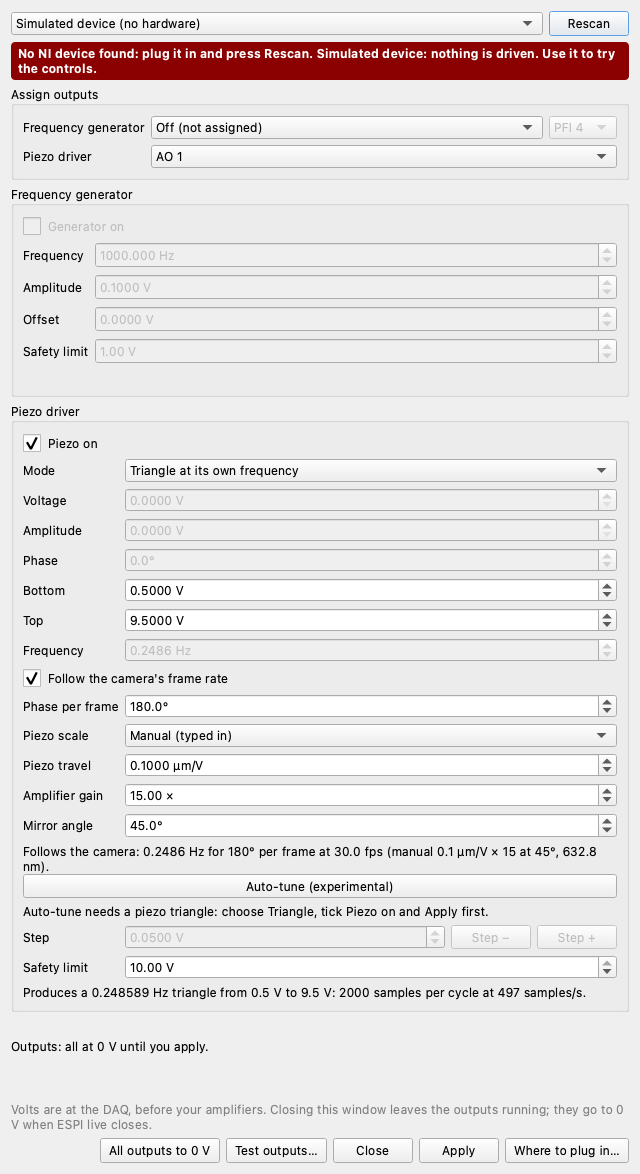 Simulated device (no hardware)
Rescan
No NI device found: plug it in and press Rescan. Simulated device: nothing is driven. Use it to try
the controls.
Assign outputs
Frequency generator
Off (not assigned)
PFI 4
Piezo driver
AO 1
Frequency generator
Generator on
Frequency
1000.000 Hz
Amplitude
0.1000 V
Offset
0.0000 V
Safety limit
1.00 V
Piezo driver
Piezo on
Mode
Triangle at its own frequency
Voltage
0.0000 V
Amplitude
0.0000 V
Phase
0.0°
Bottom
0.5000 V
Top
9.5000 V
Frequency
0.2486 Hz
Follow the camera's frame rate
Phase per frame
180.0°
Piezo scale
Manual (typed in)
Piezo travel
0.1000 µm/V
Amplifier gain
15.00 ×
Mirror angle
45.0°
Follows the camera: 0.2486 Hz for 180° per frame at 30.0 fps (manual 0.1 µm/V × 15 at 45°, 632.8
nm).
Auto-tune (experimental)
Auto-tune needs a piezo triangle: choose Triangle, tick Piezo on and Apply first.
Step
0.0500 V
Step −
Step +
Safety limit
10.00 V
Produces a 0.248589 Hz triangle from 0.5 V to 9.5 V: 2000 samples per cycle at 497 samples/s.
Outputs: all at 0 V until you apply.
Volts are at the DAQ, before your amplifiers. Closing this window leaves the outputs running; they go to 0
V when ESPI live closes.
All outputs to 0 V
Test outputs...
Close
Apply
Where to plug in...